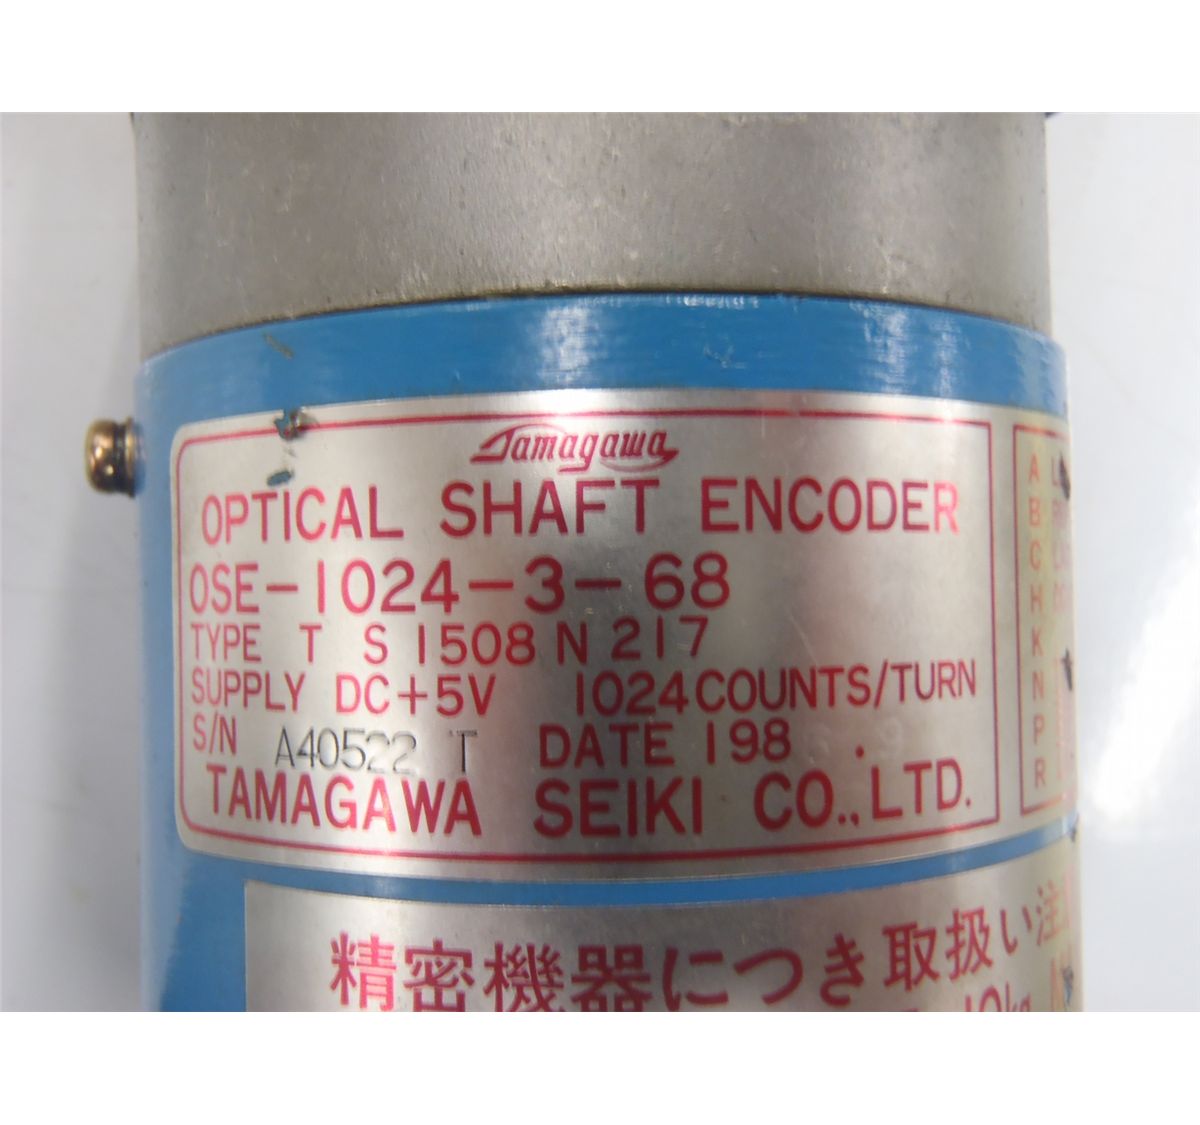 Tamagawa
OPTICAL SHAFT ENCODER
OSE-1024-3-68
TYPE T S 1508 N 217
SUPPLY DC+5V 1024COUNTS/TURN
S/N A40522 T DATE 198 .
TAMAGAWA SEIKI CO.,LTD.
A
B
C
H
K
N
P
R
精密機器につき取扱い注
10kg